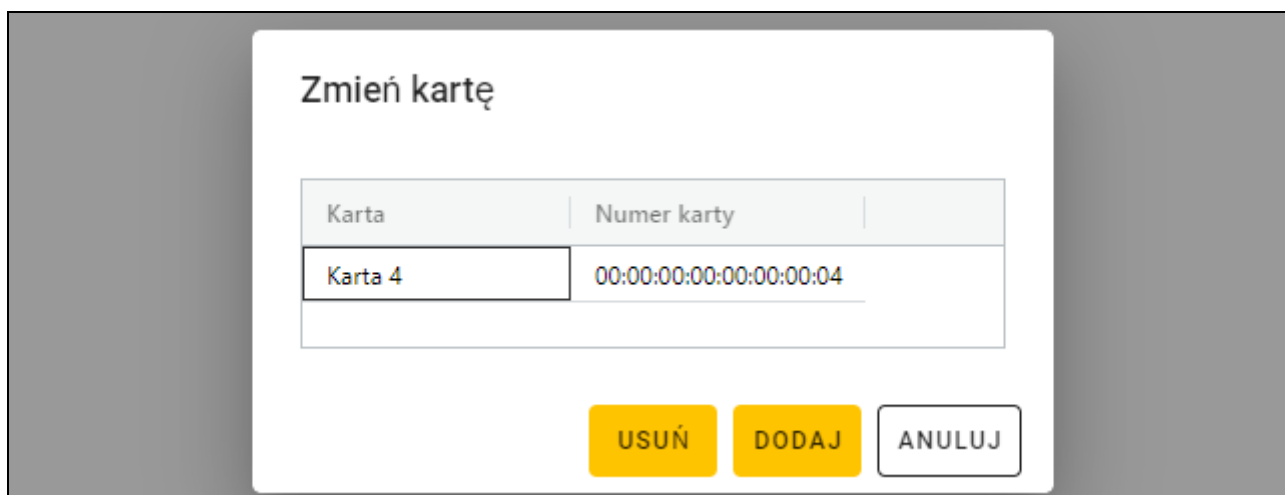 Zmień kartę
Karta Numer karty
Karta 4 00:00:00:00:00:00:00:04
USUŃ DODAJ ANULUJ